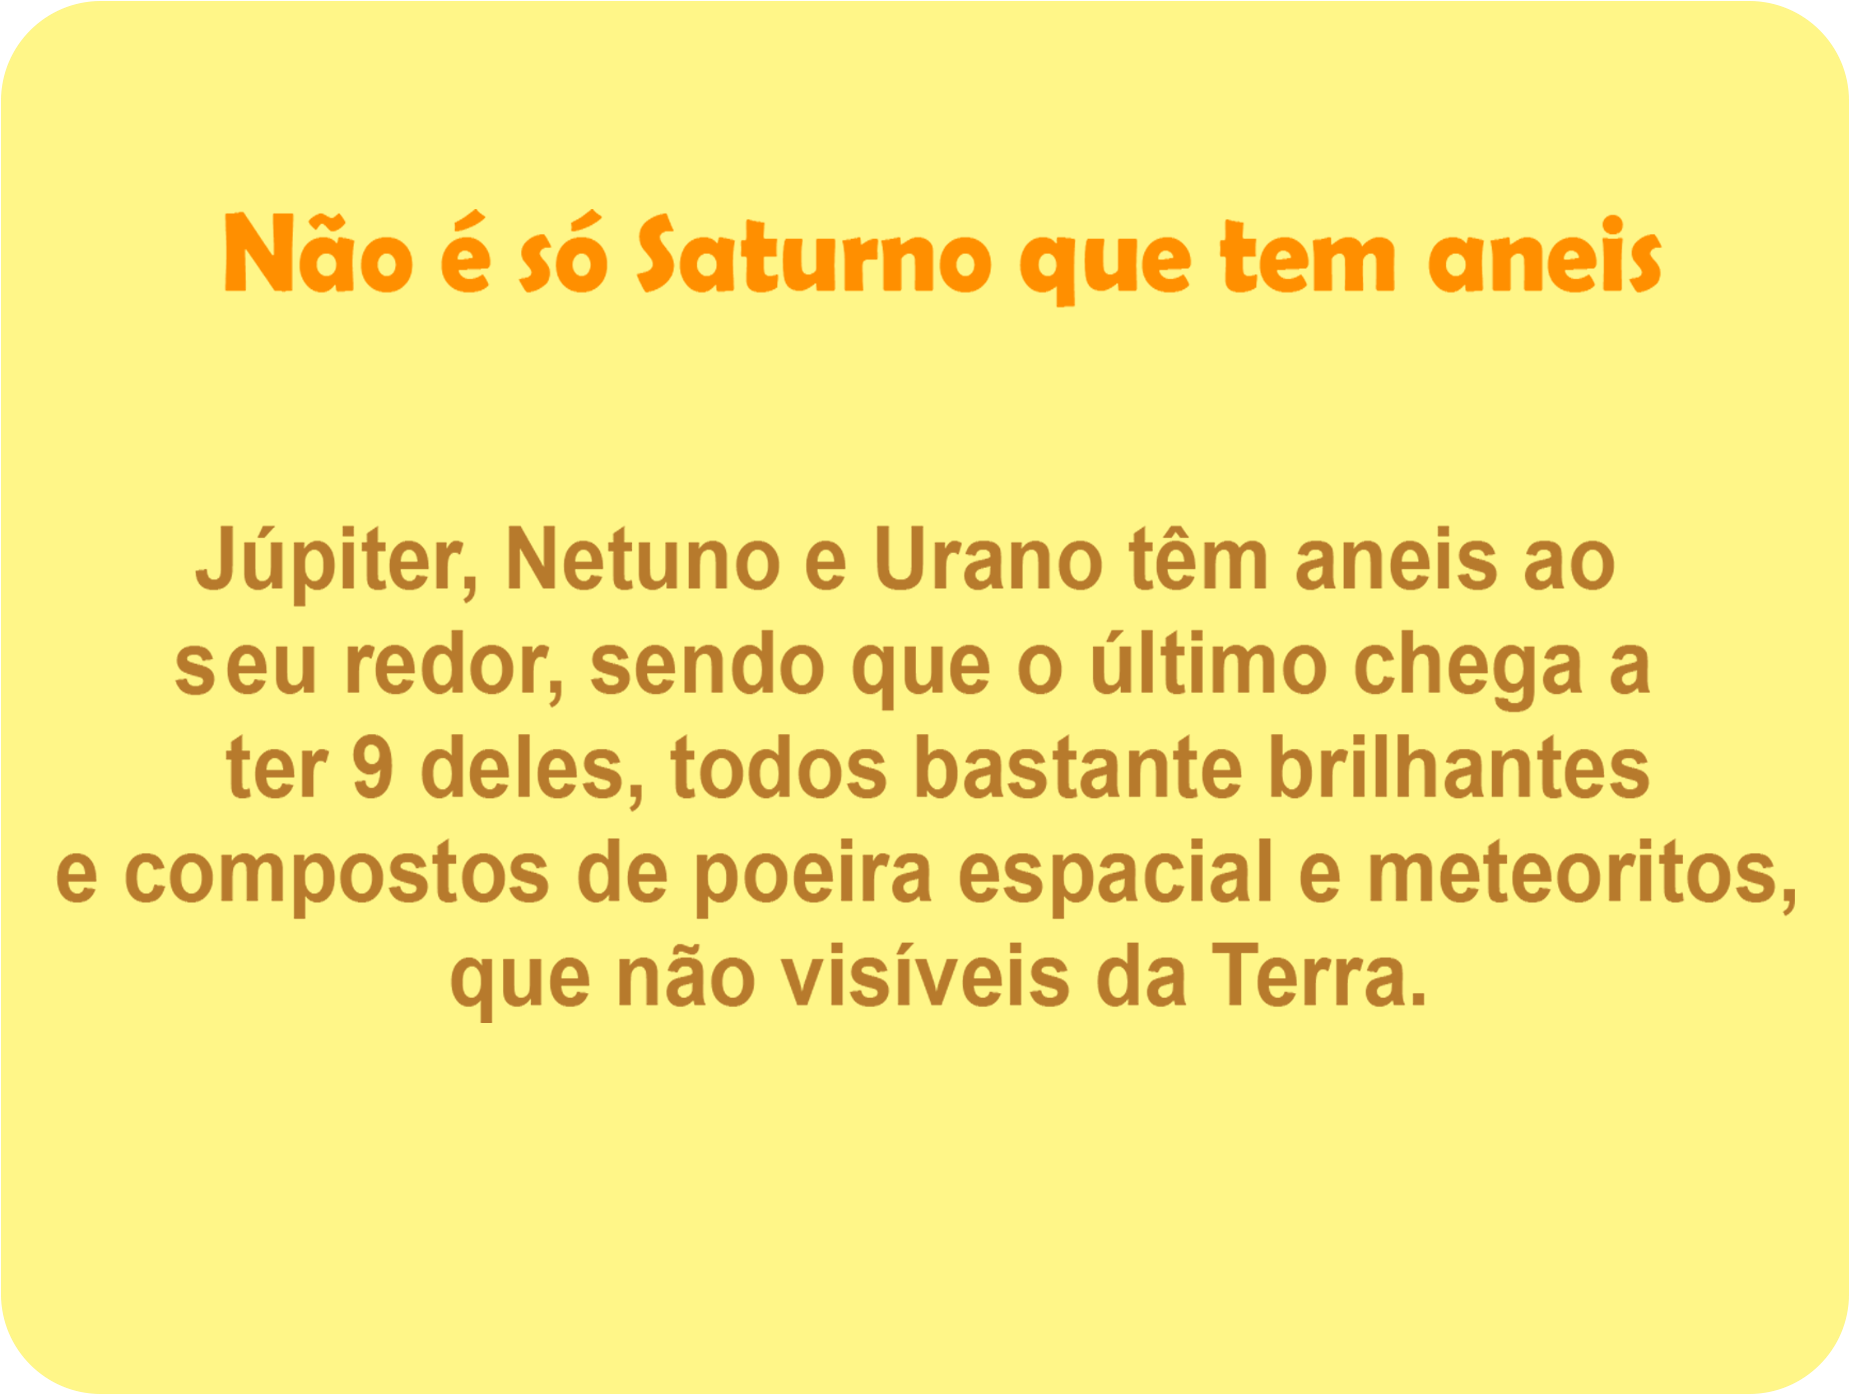 Não é só Saturno que tem aneis
Júpiter, Netuno e Urano têm aneis ao
seu redor, sendo que o último chega a
ter 9 deles, todos bastante brilhantes
e compostos de poeira espacial e meteoritos,
que não visíveis da Terra.